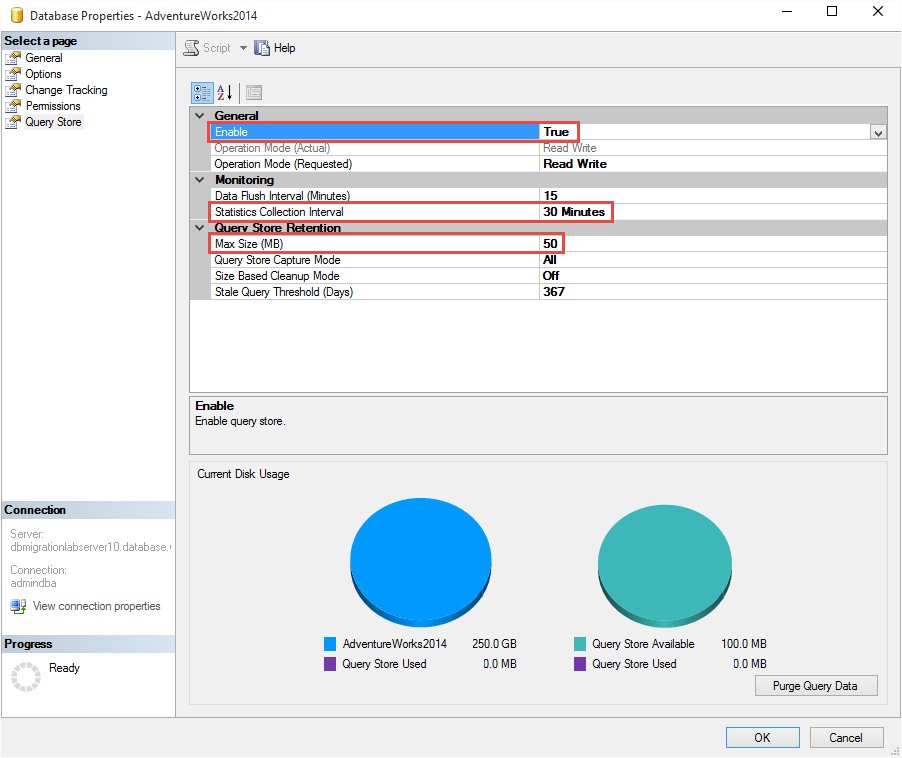 Database Properties - AdventureWorks2014
Select a page
General
Options
Change Tracking
Permissions
Query Store
Script
Help
General
Enable True
Operation Mode (Actual) Read Write
Operation Mode (Requested) Read Write
Monitoring
Data Flush Interval (Minutes) 15
Statistics Collection Interval 30 Minutes
Query Store Retention
Max Size (MB) 50
Query Store Capture Mode All
Size Based Cleanup Mode Off
Stale Query Threshold (Days) 367
Enable
Enable query store.
Current Disk Usage
AdventureWorks2014 250.0 GB
Query Store Used 0.0 MB
Query Store Available 100.0 MB
Query Store Used 0.0 MB
Purge Query Data
Connection
Server:
dbmigrationlabserver10.database.
Connection:
admindba
View connection properties
Progress
Ready
OK
Cancel